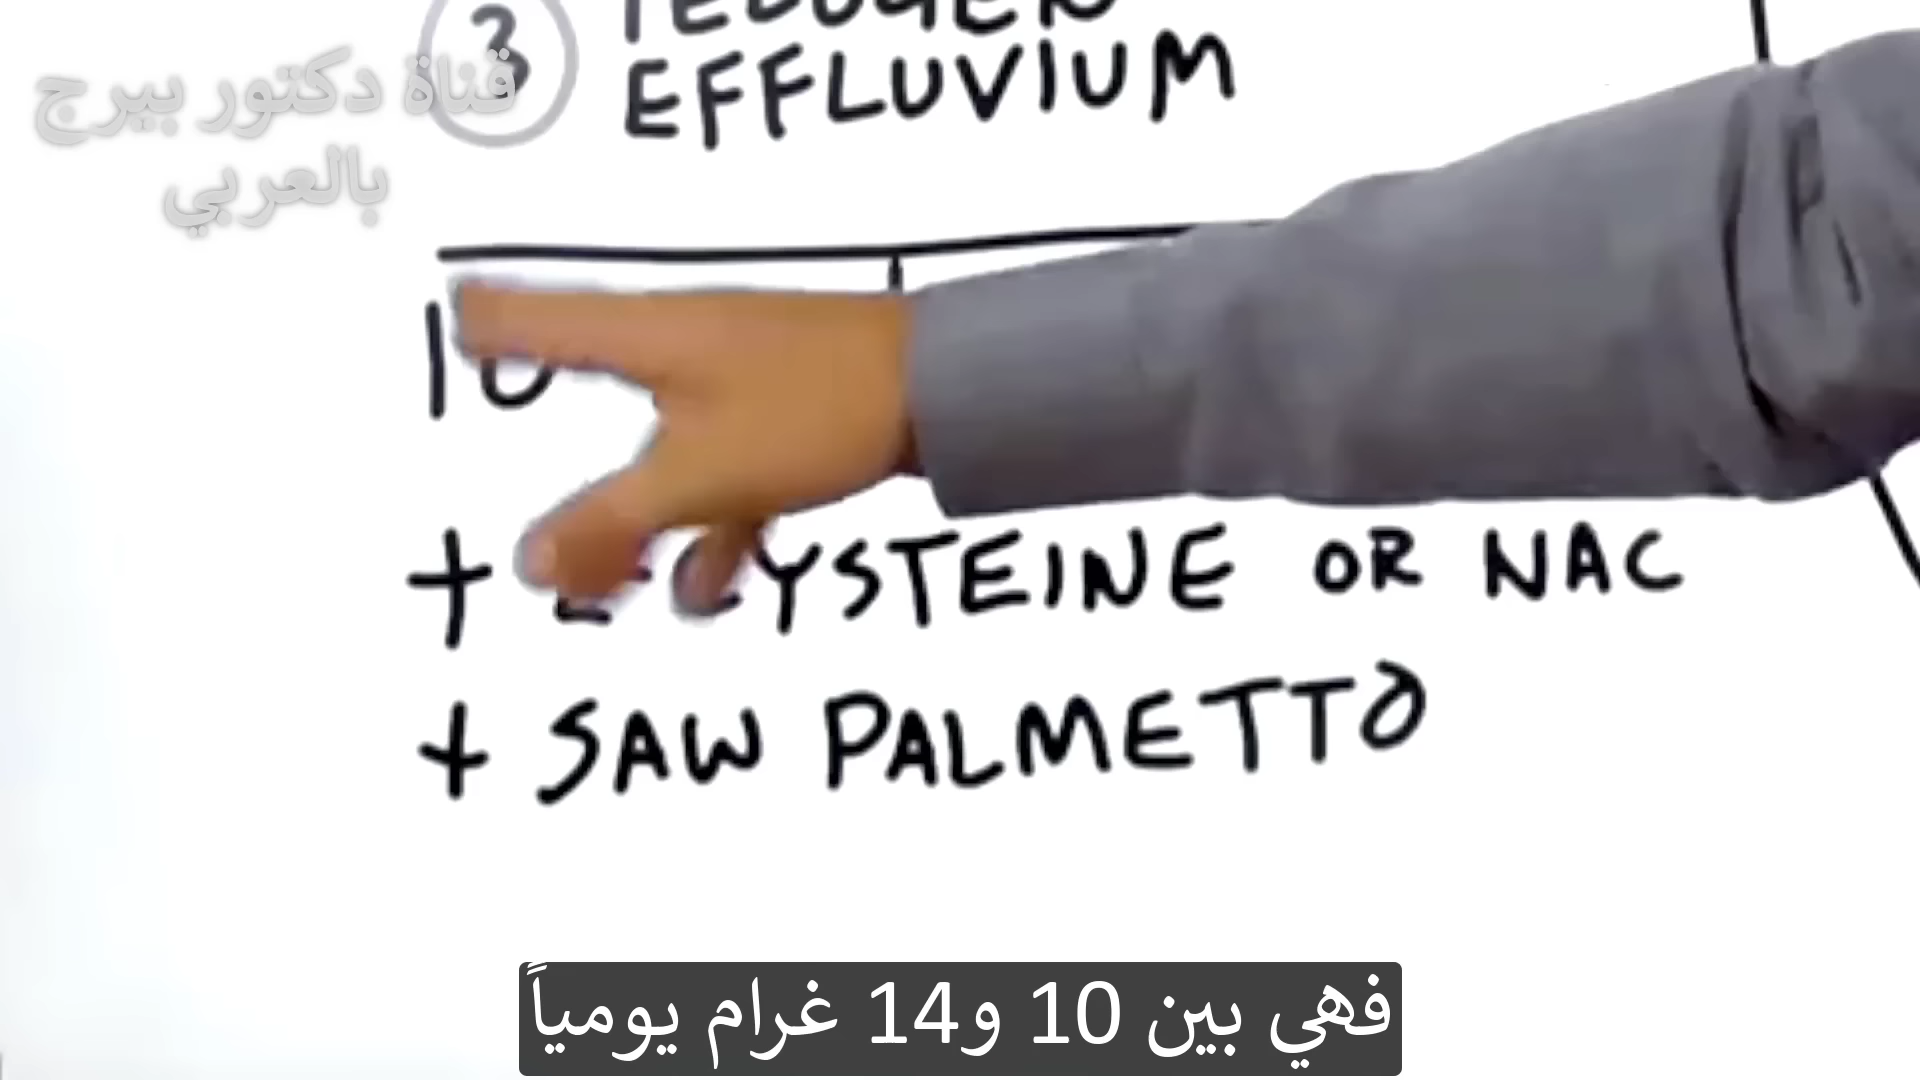 3 TELOGEN
EFFLUVIUM
قناة دكتور بيرج
بالعربي
10
+ L-CYSTEINE OR NAC
+ SAW PALMETTO
فهي بين 10 و14 غرام يومياً